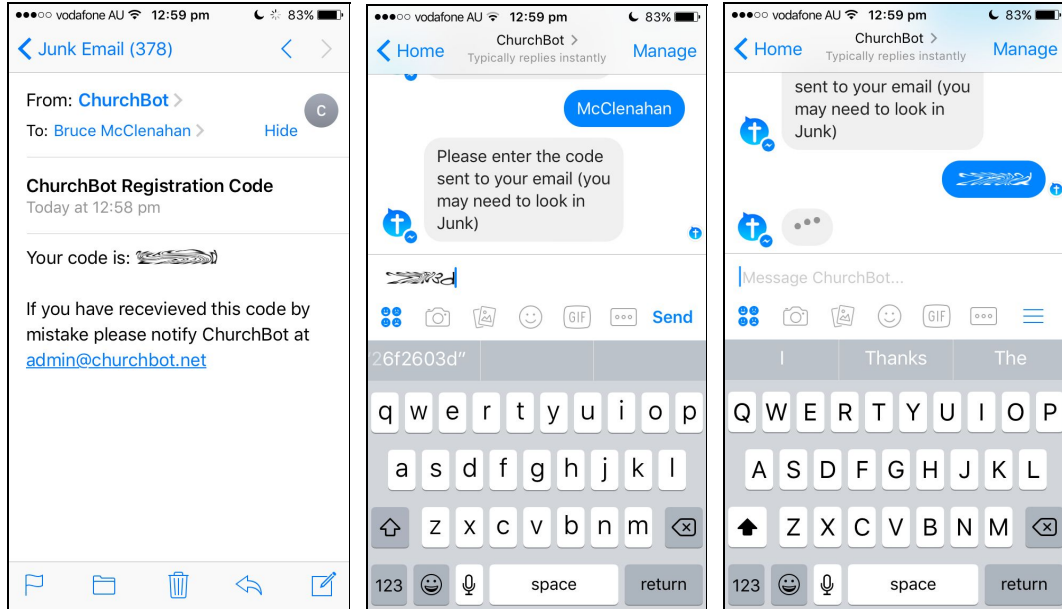 vodafone AU 12:59 pm 83%
Junk Email (378)
From: ChurchBot
C
To: Bruce McClenahan
Hide
ChurchBot Registration Code
Today at 12:58 pm
Your code is:
If you have recevieved this code by
mistake please notify ChurchBot at
admin@churchbot.net
vodafone AU 12:59 pm 83%
Home
ChurchBot
Typically replies instantly
Manage
McClenahan
Please enter the code
sent to your email (you
may need to look in
Junk)
GIF
Send
26f2603d"
q w e r t y u i o p
a s d f g h j k l
z x c v b n m
123 space return
vodafone AU 12:59 pm 83%
Home
ChurchBot
Typically replies instantly
Manage
sent to your email (you
may need to look in
Junk)
Message ChurchBot...
GIF
I Thanks The
Q W E R T Y U I O P
A S D F G H J K L
Z X C V B N M
123 space return